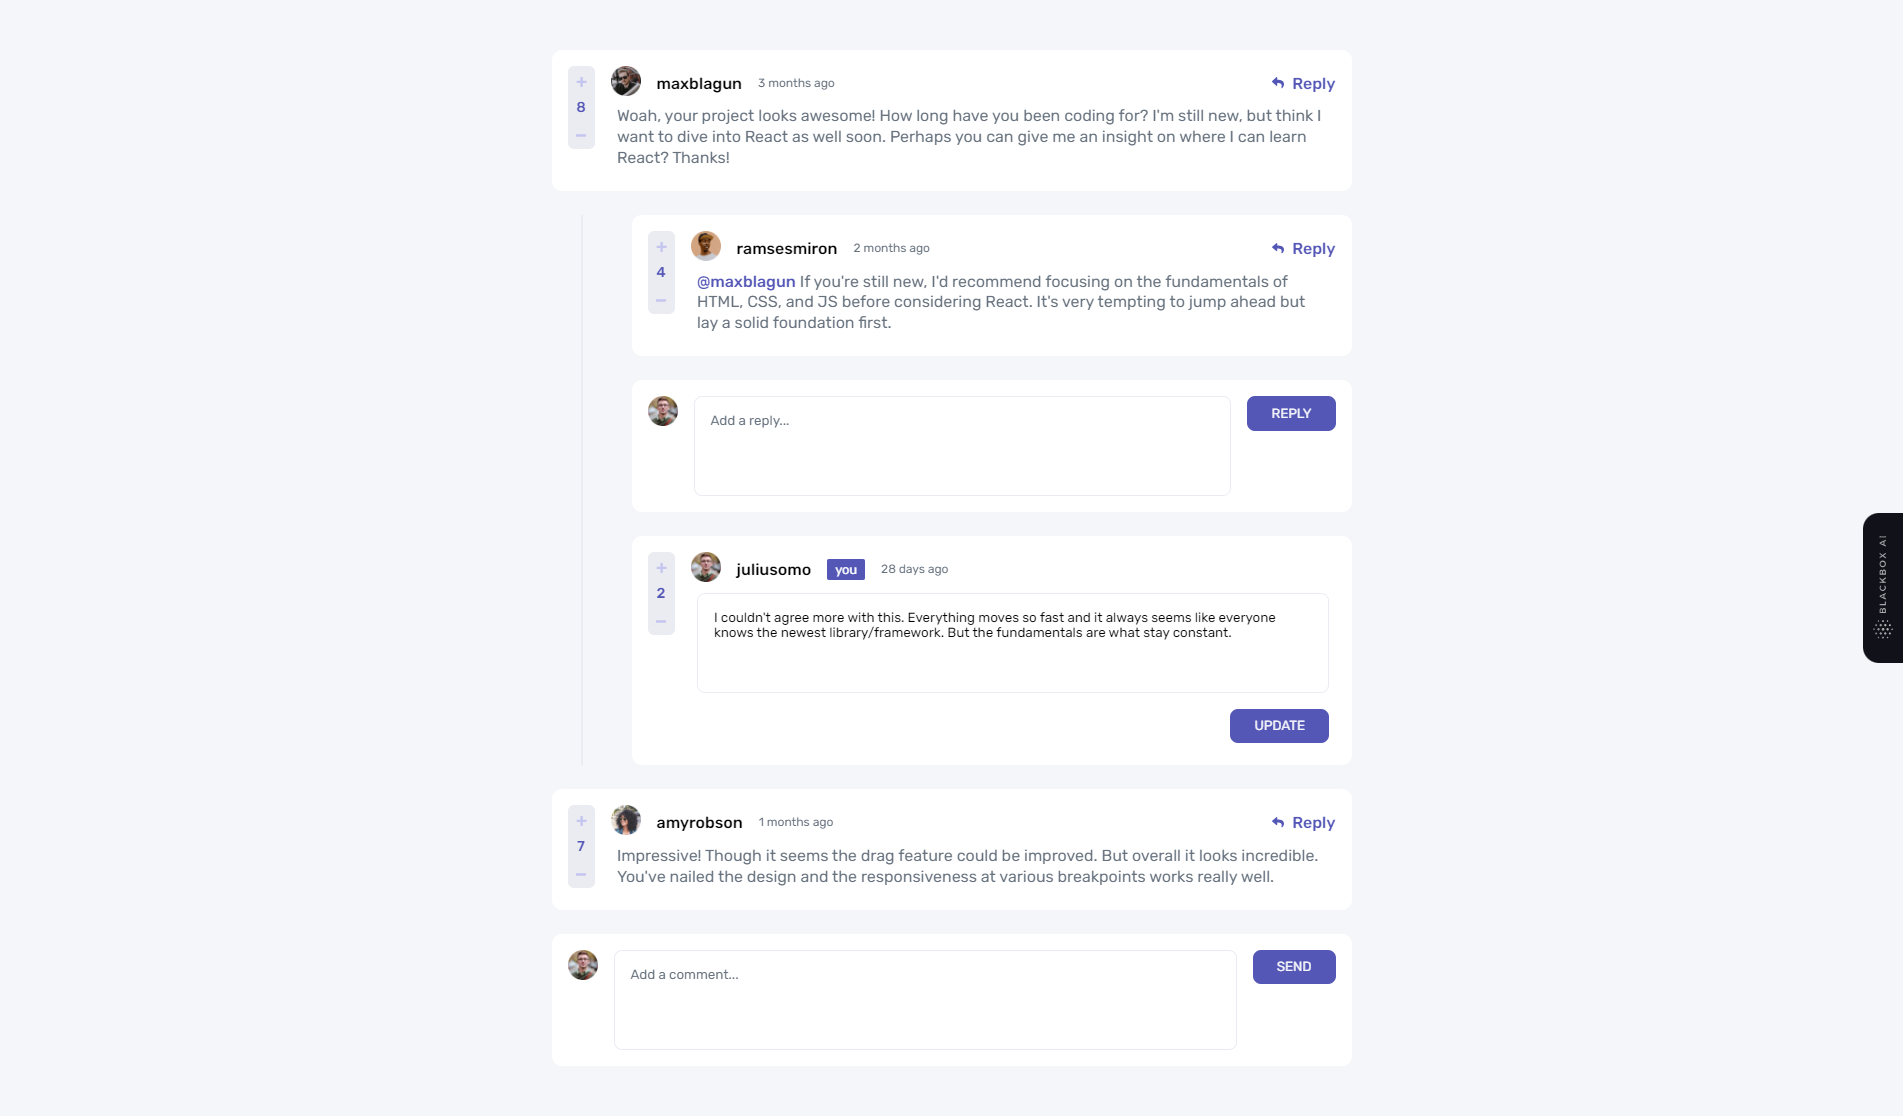 +
8
−
maxblagun 3 months ago Reply
Woah, your project looks awesome! How long have you been coding for? I'm still new, but think I
want to dive into React as well soon. Perhaps you can give me an insight on where I can learn
React? Thanks!
+
4
−
ramsesmiron 2 months ago Reply
@maxblagun If you're still new, I'd recommend focusing on the fundamentals of
HTML, CSS, and JS before considering React. It's very tempting to jump ahead but
lay a solid foundation first.
Add a reply...
REPLY
+
2
−
juliusomo you 28 days ago
I couldn't agree more with this. Everything moves so fast and it always seems like everyone
knows the newest library/framework. But the fundamentals are what stay constant.
UPDATE
+
7
−
amyrobson 1 months ago Reply
Impressive! Though it seems the drag feature could be improved. But overall it looks incredible.
You've nailed the design and the responsiveness at various breakpoints works really well.
Add a comment...
SEND
BLACKBOX AI